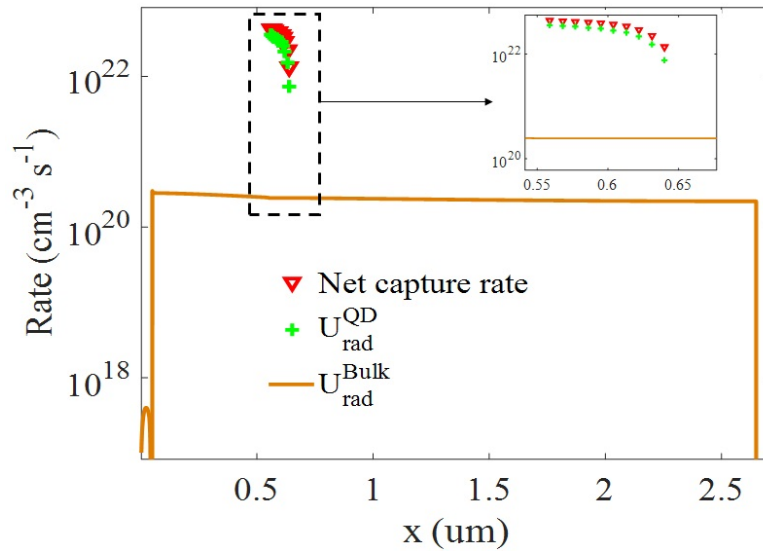 10^22
10^20
10^18
Rate (cm^-3 s^-1)
10^22
10^20
0.55
0.6
0.65
Net capture rate
U_rad^QD
U_rad^Bulk
0.5
1
1.5
2
2.5
x (um)